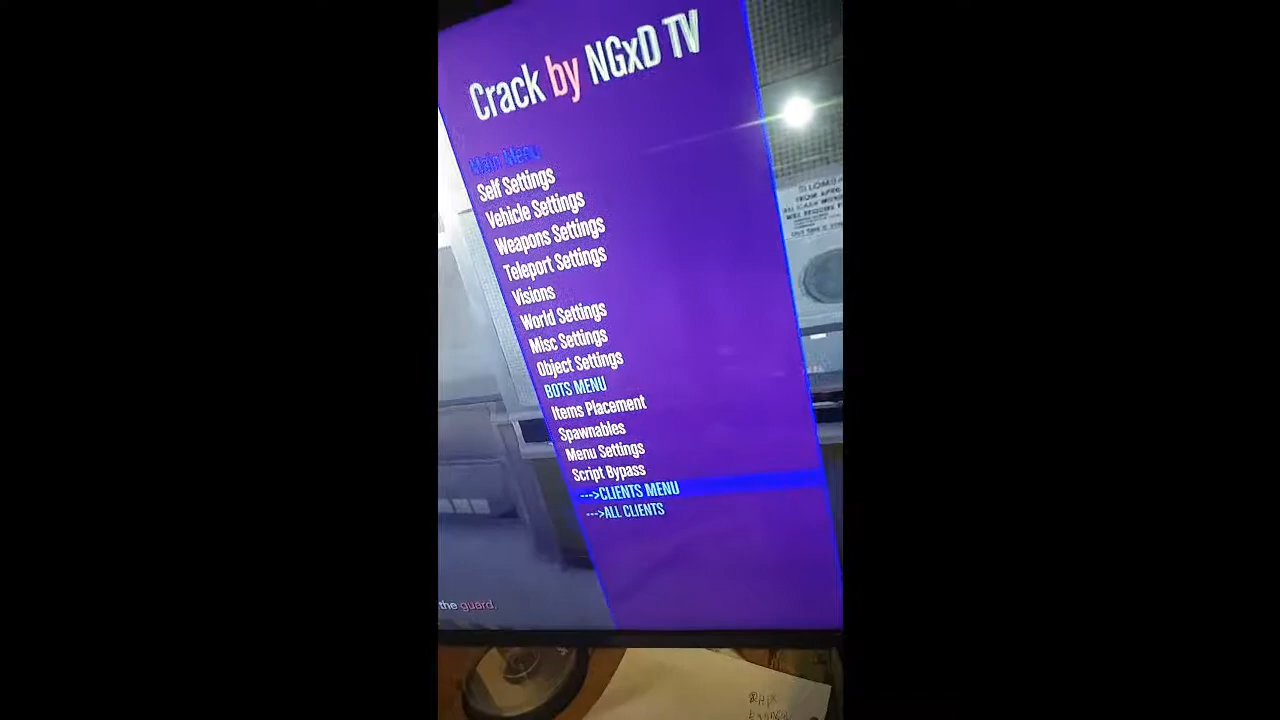 Crack by NGxD TV
Main Menu
Self Settings
Vehicle Settings
Weapons Settings
Teleport Settings
Visions
World Settings
Misc Settings
Object Settings
BOTS MENU
Items Placement
Spawnables
Menu Settings
Script Bypass
--->CLIENTS MENU
--->ALL CLIENTS
the guard.